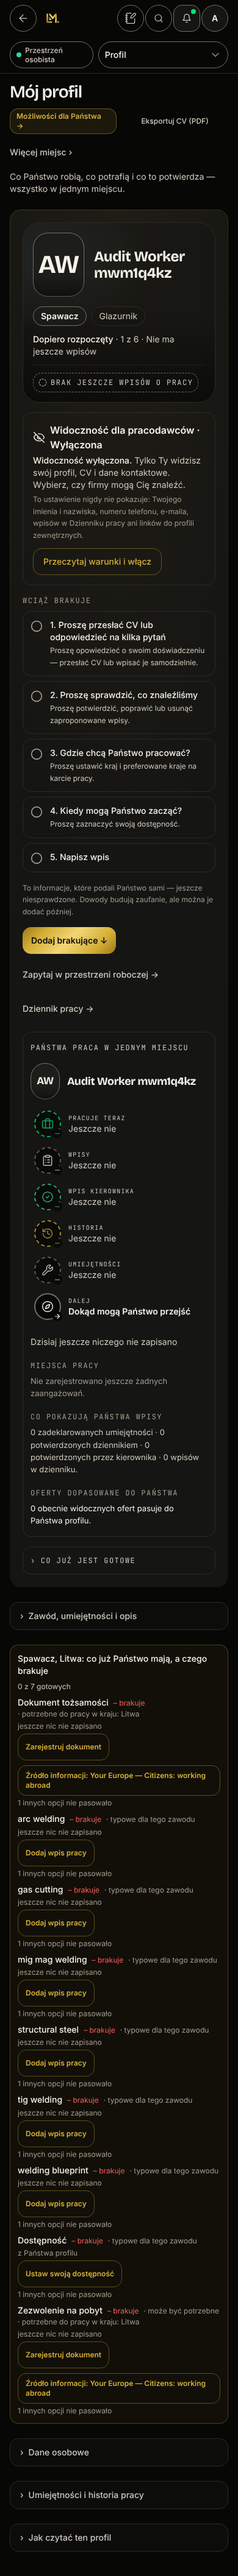 Przestrzeń
osobista
Profil
A
Mój profil
Możliwości dla Państwa
→
Eksportuj CV (PDF)
Więcej miejsc ›
Co Państwo robią, co potrafią i co to potwierdza —
wszystko w jednym miejscu.
AW
Audit Worker
mwm1q4kz
Spawacz
Glazurnik
Dopiero rozpoczęty · 1 z 6 · Nie ma
jeszcze wpisów
BRAK JESZCZE WPISÓW O PRACY
Widoczność dla pracodawców ·
Wyłączona
Widoczność wyłączona. Tylko Ty widzisz
swój profil, CV i dane kontaktowe.
Wybierz, czy firmy mogą Cię znaleźć.
To ustawienie nigdy nie pokazuje: Twojego
imienia i nazwiska, numeru telefonu, e-maila,
wpisów w Dzienniku pracy ani linków do profili
zewnętrznych.
Przeczytaj warunki i włącz
WCIĄŻ BRAKUJE
1. Proszę przesłać CV lub
odpowiedzieć na kilka pytań
Proszę opowiedzieć o swoim doświadczeniu
— przesłać CV lub wpisać je samodzielnie.
2. Proszę sprawdzić, co znaleźliśmy
Proszę potwierdzić, poprawić lub usunąć
zaproponowane wpisy.
3. Gdzie chcą Państwo pracować?
Proszę ustawić kraj i preferowane kraje na
karcie pracy.
4. Kiedy mogą Państwo zacząć?
Proszę zaznaczyć swoją dostępność.
5. Napisz wpis
To informacje, które podali Państwo sami — jeszcze
niesprawdzone. Dowody budują zaufanie, ale można je
dodać później.
Dodaj brakujące ↓
Zapytaj w przestrzeni roboczej →
Dziennik pracy →
PAŃSTWA PRACA W JEDNYM MIEJSCU
AW
Audit Worker mwm1q4kz
PRACUJE TERAZ
Jeszcze nie
WPISY
Jeszcze nie
WPIS KIEROWNIKA
Jeszcze nie
HISTORIA
Jeszcze nie
UMIEJĘTNOŚCI
Jeszcze nie
DALEJ
Dokąd mogą Państwo przejść
Dzisiaj jeszcze niczego nie zapisano
MIEJSCA PRACY
Nie zarejestrowano jeszcze żadnych
zaangażowań.
CO POKAZUJĄ PAŃSTWA WPISY
0 zadeklarowanych umiejętności · 0
potwierdzonych dziennikiem · 0
potwierdzonych przez kierownika · 0 wpisów
w dzienniku.
OFERTY DOPASOWANE DO PAŃSTWA
0 obecnie widocznych ofert pasuje do
Państwa profilu.
› CO JUŻ JEST GOTOWE
› Zawód, umiejętności i opis
Spawacz, Litwa: co już Państwo mają, a czego
brakuje
0 z 7 gotowych
Dokument tożsamości – brakuje
· potrzebne do pracy w kraju: Litwa
jeszcze nic nie zapisano
Zarejestruj dokument
Źródło informacji: Your Europe — Citizens: working
abroad
1 innych opcji nie pasowało
arc welding – brakuje · typowe dla tego zawodu
jeszcze nic nie zapisano
Dodaj wpis pracy
1 innych opcji nie pasowało
gas cutting – brakuje · typowe dla tego zawodu
jeszcze nic nie zapisano
Dodaj wpis pracy
1 innych opcji nie pasowało
mig mag welding – brakuje · typowe dla tego zawodu
jeszcze nic nie zapisano
Dodaj wpis pracy
1 innych opcji nie pasowało
structural steel – brakuje · typowe dla tego zawodu
jeszcze nic nie zapisano
Dodaj wpis pracy
1 innych opcji nie pasowało
tig welding – brakuje · typowe dla tego zawodu
jeszcze nic nie zapisano
Dodaj wpis pracy
1 innych opcji nie pasowało
welding blueprint – brakuje · typowe dla tego zawodu
jeszcze nic nie zapisano
Dodaj wpis pracy
1 innych opcji nie pasowało
Dostępność – brakuje · typowe dla tego zawodu
z Państwa profilu
Ustaw swoją dostępność
1 innych opcji nie pasowało
Zezwolenie na pobyt – brakuje · może być potrzebne
· potrzebne do pracy w kraju: Litwa
jeszcze nic nie zapisano
Zarejestruj dokument
Źródło informacji: Your Europe — Citizens: working
abroad
1 innych opcji nie pasowało
› Dane osobowe
› Umiejętności i historia pracy
› Jak czytać ten profil